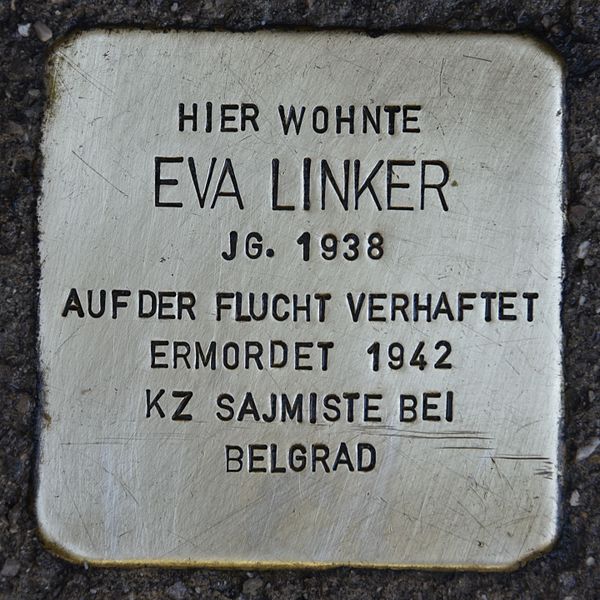 HIER WOHNTE
EVA LINKER
JG. 1938
AUF DER FLUCHT VERHAFTET
ERMORDET 1942
KZ SAJMISTE BEI
BELGRAD